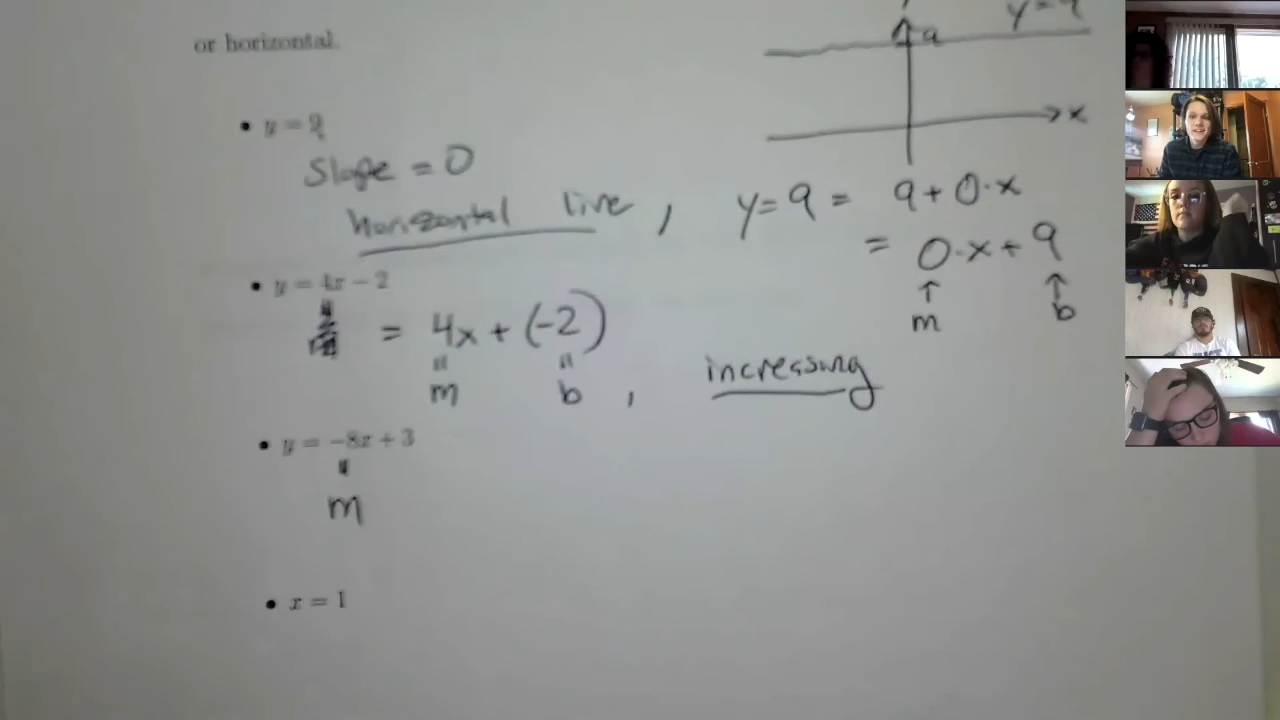 or horizontal.
y = 9
• y = 9
a
x
Slope = 0
horizontal line, y=9 = 9+0·x
= 0·x+9
m b
• y = 4x − 2
= 4x+(-2)
m b , increasing
• y = −8x + 3
m
• x = 1